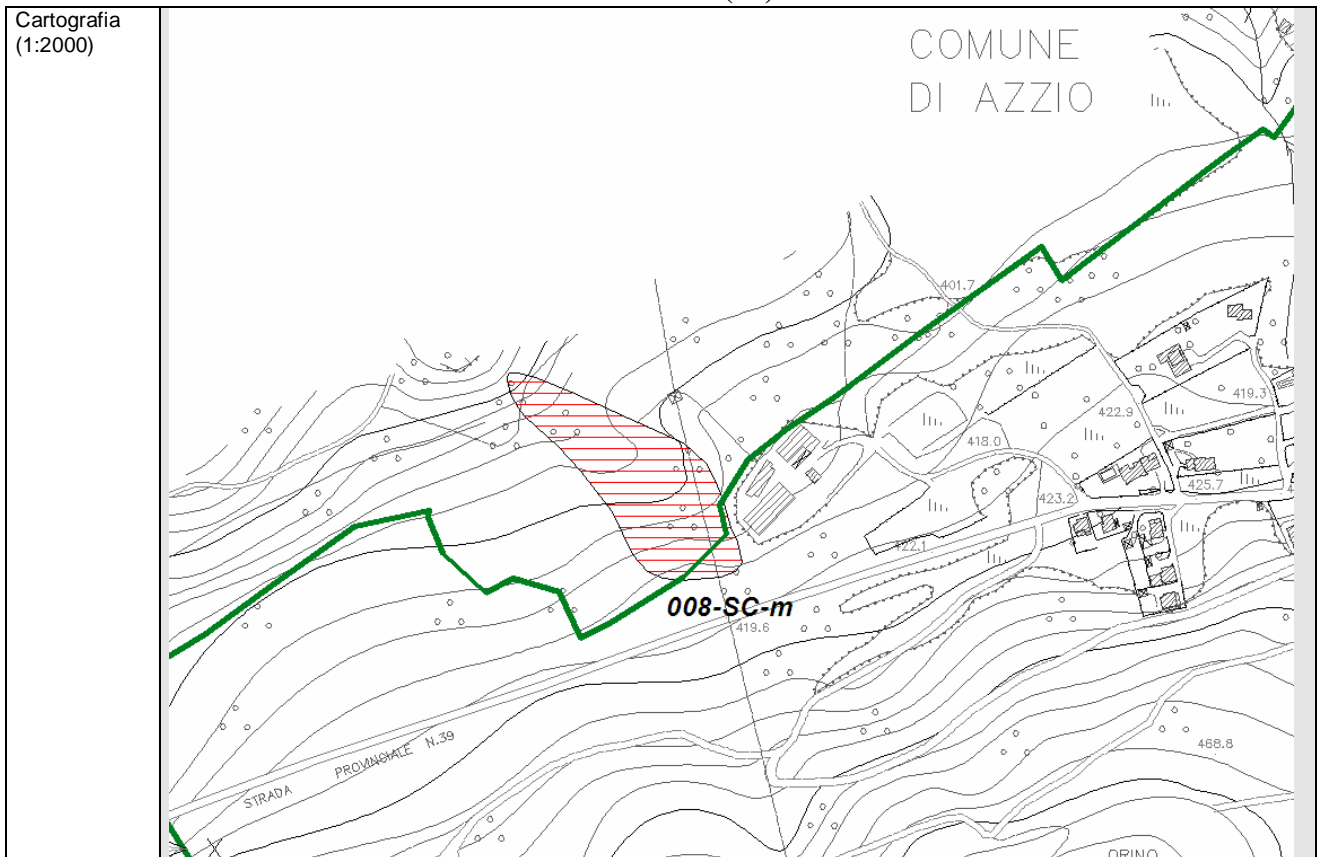 Cartografia
(1:2000)
COMUNE
DI AZZIO
401.7
419.3
422.9
418.0
425.7
423.2
422.1
008-SC-m
419.6
468.8
STRADA PROVINCIALE N.39
ORINO